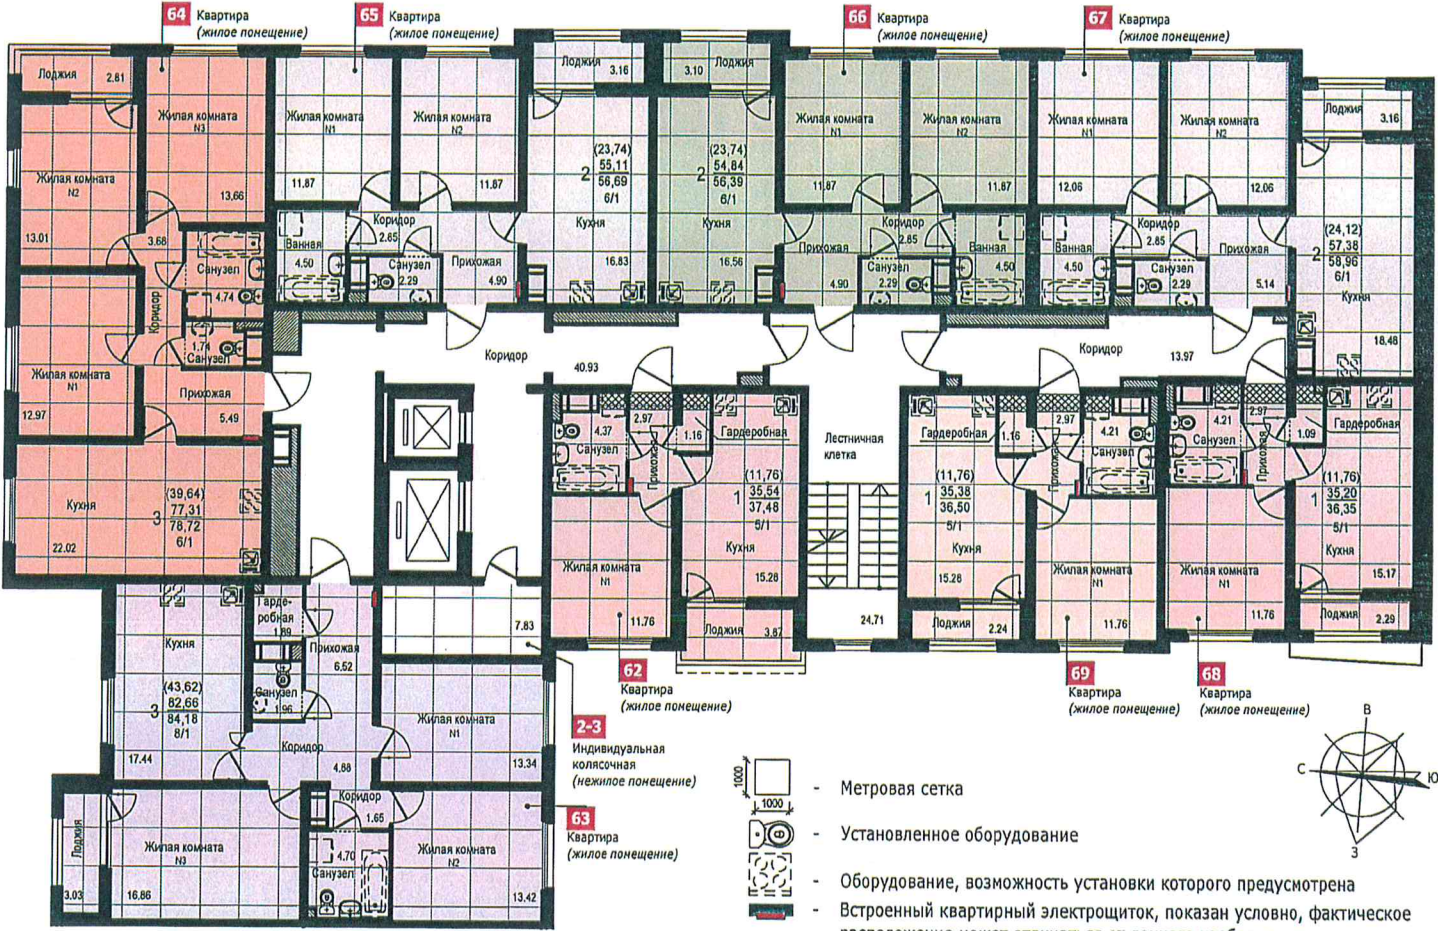 64 Квартира
(жилое помещение)
65 Квартира
(жилое помещение)
66 Квартира
(жилое помещение)
67 Квартира
(жилое помещение)
Лоджия 2.81
Жилая комната
N3
13.66
Жилая комната
N2
13.01
3.68
Коридор
Санузел
4.74
1.74
Санузел
Жилая комната
N1
12.97
Прихожая
5.49
Кухня
22.02
3
(39,64)
77,31
78,72
6/1
Жилая комната
N1
11.87
Жилая комната
N2
11.87
Лоджия
3.16
2
(23,74)
55,11
56,69
6/1
Кухня
16.83
Ванная
4.50
Коридор
2.85
Санузел
2.29
Прихожая
4.90
3.10 Лоджия
2
(23,74)
54,84
56,39
6/1
Кухня
16.56
Жилая комната
N1
11.87
Жилая комната
N2
11.87
Прихожая
4.90
Коридор
2.85
Санузел
2.29
Ванная
4.50
Жилая комната
N1
12.06
Жилая комната
N2
12.06
Лоджия
3.16
Ванная
4.50
Коридор
2.85
Санузел
2.29
Прихожая
5.14
2
(24,12)
57,38
58,96
6/1
Кухня
18.48
Коридор
40.93
Коридор
13.97
Лестничная
клетка
24.71
4.37
Санузел
2.97
Прихожая
1.16
Гардеробная
1
(11,76)
35,54
37,48
5/1
Кухня
15.28
Жилая комната
N1
11.76
Лоджия 3.87
Гардеробная
1.16
2.97
Прихожая
4.21
Санузел
1
(11,76)
35,38
36,50
5/1
Кухня
15.28
Жилая комната
N1
11.76
Лоджия
2.24
4.21
Санузел
2.97
Прихожая
1.09
Гардеробная
1
(11,76)
35,20
36,35
5/1
Кухня
15.17
Жилая комната
N1
11.76
Лоджия
2.29
Кухня
3
(43,62)
82,66
84,18
8/1
17.44
Гарде-
робная
1.89
Прихожая
6.52
Санузел
1.96
7.83
Жилая комната
N1
13.34
Коридор
4.88
Коридор
1.65
Лоджия
3.03
Жилая комната
N3
16.86
4.70
Санузел
Жилая комната
N2
13.42
62
Квартира
(жилое помещение)
2-3
Индивидуальная
колясочная
(нежилое помещение)
63
Квартира
(жилое помещение)
69
Квартира
(жилое помещение)
68
Квартира
(жилое помещение)
В
С
Ю
З
1000
1000
- Метровая сетка
- Установленное оборудование
- Оборудование, возможность установки которого предусмотрена
- Встроенный квартирный электрощиток, показан условно, фактическое